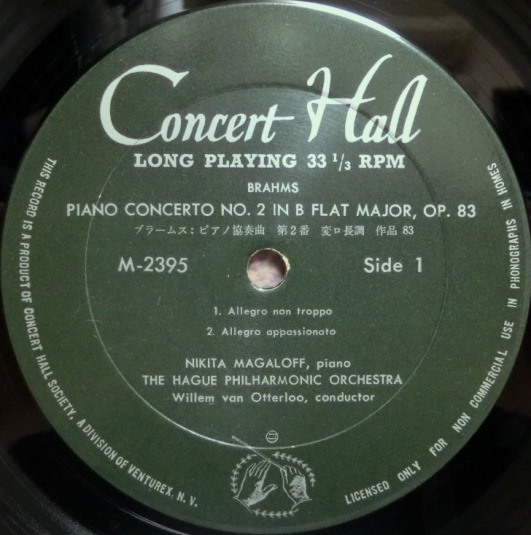 Concert Hall
LONG PLAYING 33 1/3 RPM
BRAHMS
PIANO CONCERTO NO. 2 IN B FLAT MAJOR, OP. 83
ブラームス：ピアノ協奏曲 第2番 変ロ長調 作品 83
M-2395
Side 1
1. Allegro non troppo
2. Allegro appassionato
NIKITA MAGALOFF, piano
THE HAGUE PHILHARMONIC ORCHESTRA
Willem van Otterloo, conductor
THIS RECORD IS A PRODUCT OF CONCERT HALL SOCIETY, A DIVISION OF VENTUREX, N. V.
LICENSED ONLY FOR NON COMMERCIAL USE IN PHONOGRAPHS IN HOMES